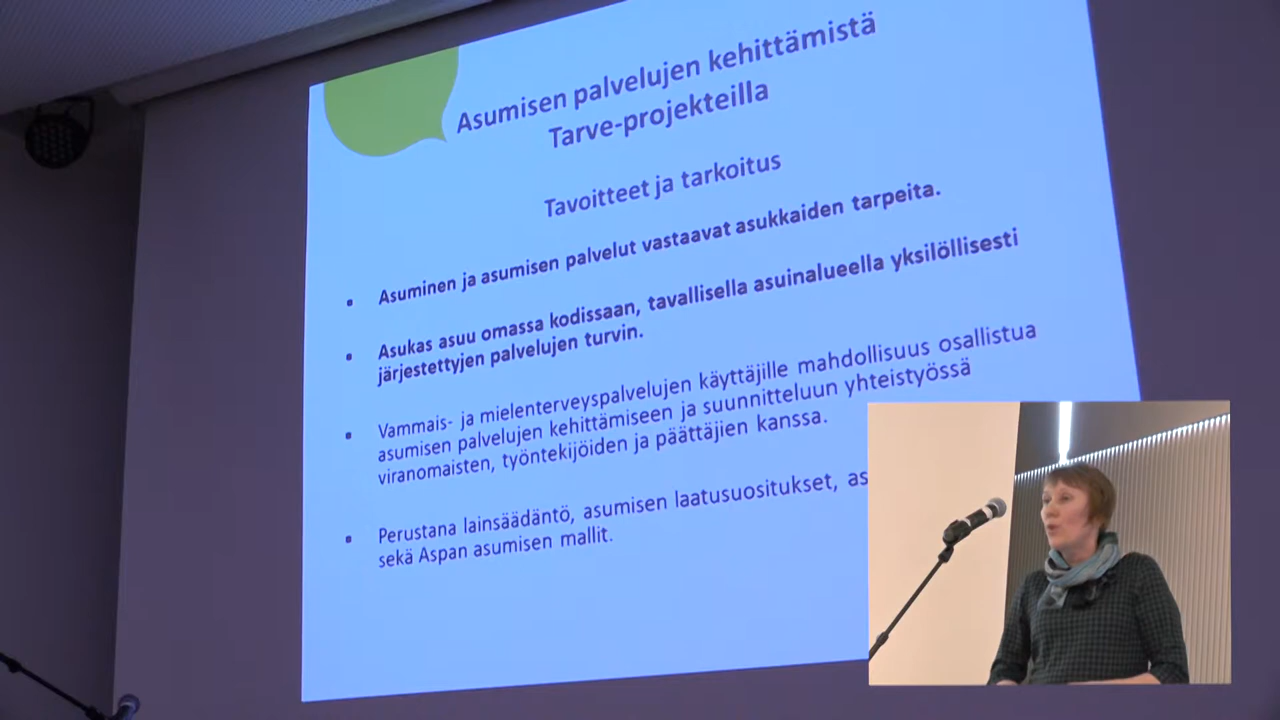 Asumisen palvelujen kehittämistä
Tarve-projekteilla
Tavoitteet ja tarkoitus
Asuminen ja asumisen palvelut vastaavat asukkaiden tarpeita.
Asukas asuu omassa kodissaan, tavallisella asuinalueella yksilöllisesti
järjestettyjen palvelujen turvin.
Vammais- ja mielenterveyspalvelujen käyttäjille mahdollisuus osallistua
asumisen palvelujen kehittämiseen ja suunnitteluun yhteistyössä
viranomaisten, työntekijöiden ja päättäjien kanssa.
Perustana lainsäädäntö, asumisen laatusuositukset,
sekä Aspan asumisen mallit.